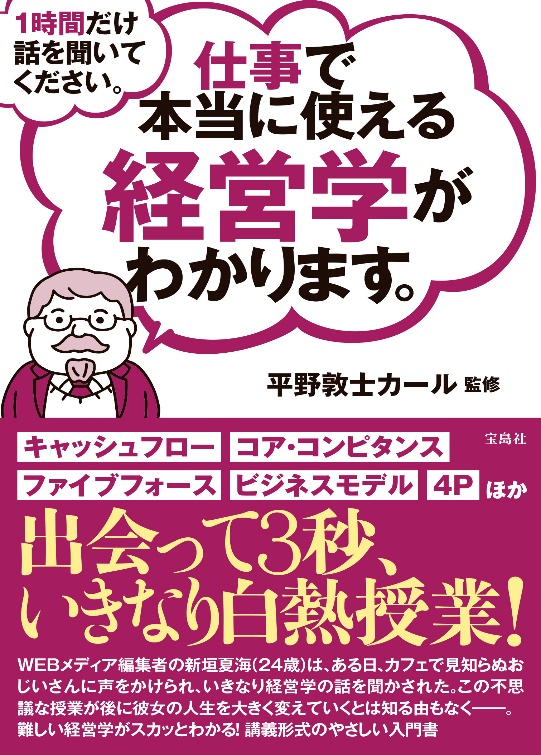 1時間だけ
話を聞いて
ください。
仕事で
本当に使える
経営学が
わかります。
平野敦士カール 監修
宝島社
キャッシュフロー コア・コンピタンス
ファイブフォース ビジネスモデル 4P ほか
出会って3秒、
いきなり白熱授業!
WEBメディア編集者の新垣夏海(24歳)は、ある日、カフェで見知らぬお
じいさんに声をかけられ、いきなり経営学の話を聞かされた。この不思
議な授業が後に彼女の人生を大きく変えていくとは知る由もなく――。
難しい経営学がスカッとわかる! 講義形式のやさしい入門書